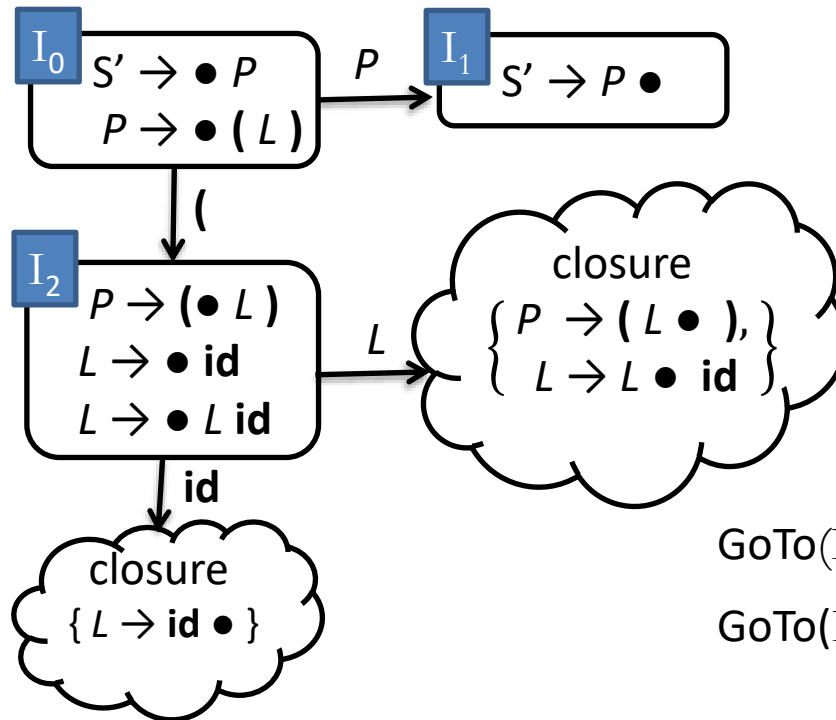 I₀
S’ → ● P
P → ● ( L )
P
I₁
S’ → P ●
(
I₂
P → (● L )
L → ● id
L → ● L id
L
closure
{ P → ( L ● ),
L → L ● id }
id
closure
{ L → id ● }
GoTo(
GoTo(